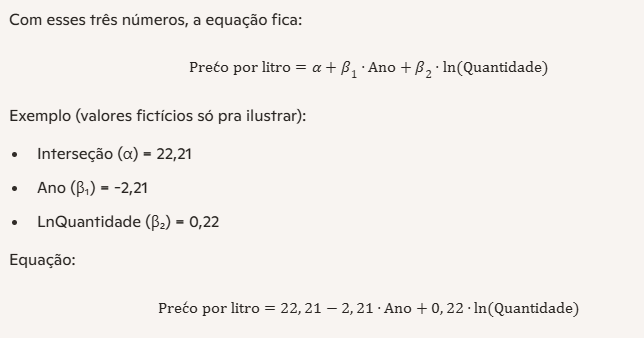 Com esses três números, a equação fica:
Prećo por litro = α + β₁ · Ano + β₂ · ln(Quantidade)
Exemplo (valores fictícios só pra ilustrar):
• Interseção (α) = 22,21
• Ano (β₁) = -2,21
• LnQuantidade (β₂) = 0,22
Equação:
Prećo por litro = 22, 21 − 2, 21 · Ano + 0, 22 · ln(Quantidade)